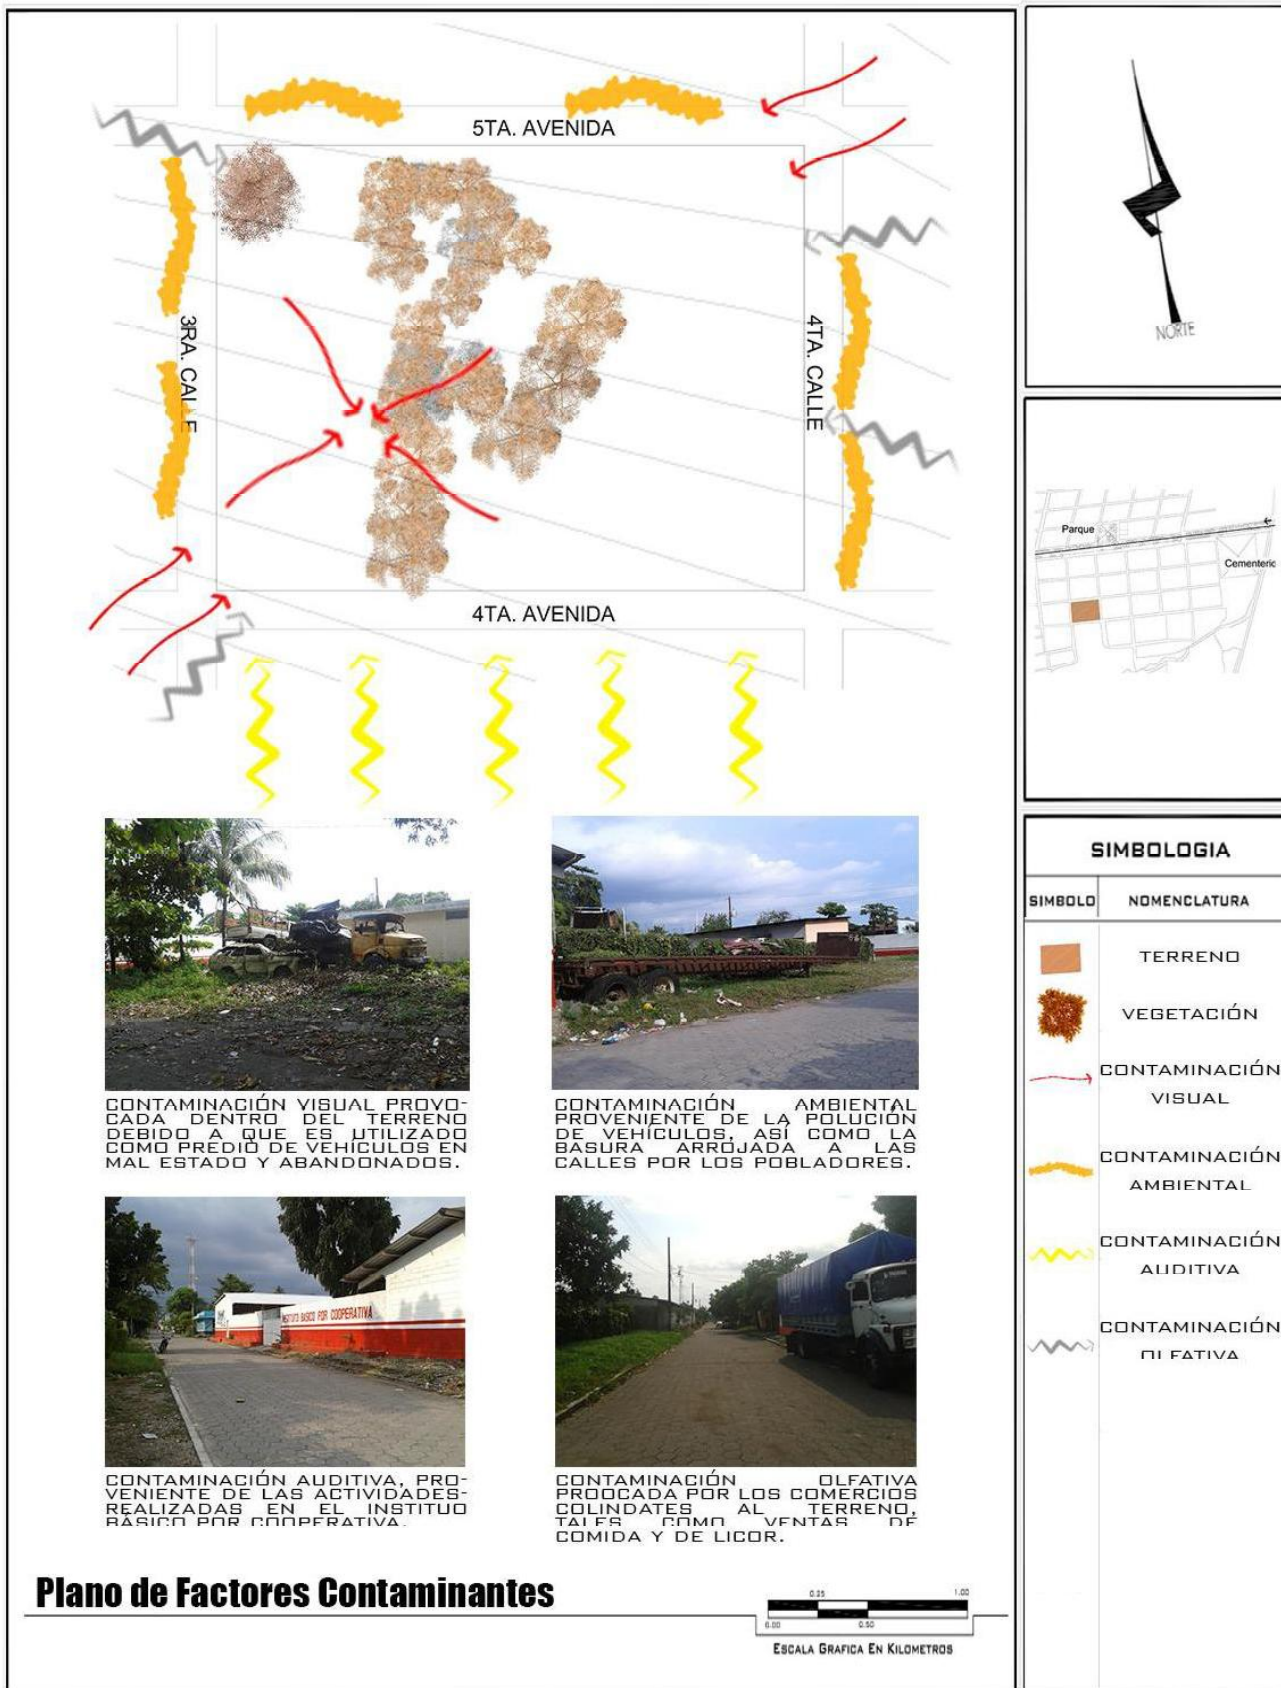 5TA. AVENIDA
3RA. CALLE
4TA. CALLE
4TA. AVENIDA
NORTE
Parque
Cementeric
SIMBOLOGIA
SIMBOLO
NOMENCLATURA
TERRENO
VEGETACIÓN
CONTAMINACIÓN
VISUAL
CONTAMINACIÓN
AMBIENTAL
CONTAMINACIÓN
AUDITIVA
CONTAMINACIÓN
OLFATIVA
CONTAMINACIÓN VISUAL PROVO-
CADA DENTRO DEL TERRENO
DEBIDO A QUE ES UTILIZADO
COMO PREDIO DE VEHÍCULOS EN
MAL ESTADO Y ABANDONADOS.
CONTAMINACIÓN AMBIENTAL
PROVENIENTE DE LA POLUCIÓN
DE VEHÍCULOS, ASÍ COMO LA
BASURA ARROJADA A LAS
CALLES POR LOS POBLADORES.
INSTITUTO BASICO POR COOPERATIVA
CONTAMINACIÓN AUDITIVA, PRO-
VENIENTE DE LAS ACTIVIDADES-
REALIZADAS EN EL INSTITUO
BÁSICO POR COOPERATIVA.
CONTAMINACIÓN OLFATIVA
PROOCADA POR LOS COMERCIOS
COLINDATES AL TERRENO,
TALES COMO VENTAS DE
COMIDA Y DE LICOR.
Plano de Factores Contaminantes
0.25 1.00
0.00 0.50
ESCALA GRAFICA EN KILOMETROS